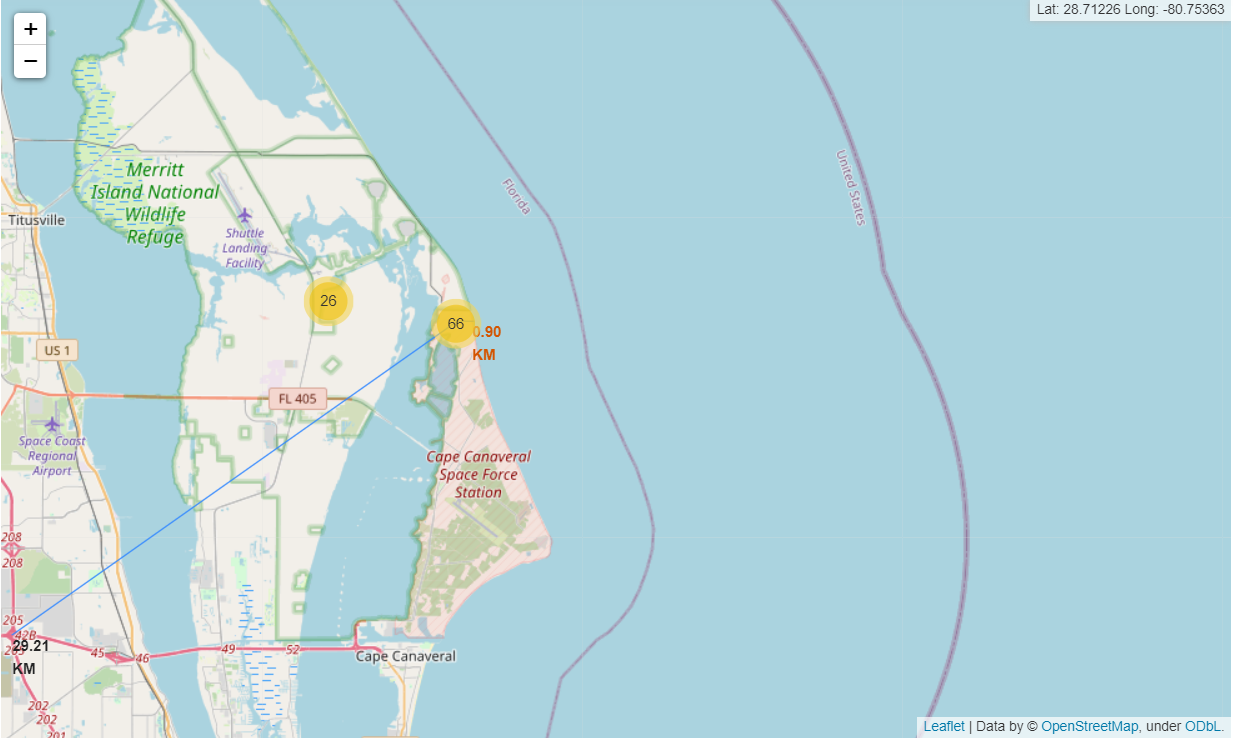 +
Lat: 28.71226 Long: -80.75363
−
Merritt
Island National
Wildlife
Refuge
Titusville
Shuttle
Landing
Facility
Florida
United States
26
66
0.90
KM
US 1
FL 405
Space Coast
Regional
Airport
Cape Canaveral
Space Force
Station
208
208
205
42B
29.21
KM
45
46
49
52
Cape Canaveral
202
202
201
Leaflet | Data by © OpenStreetMap, under ODbL.